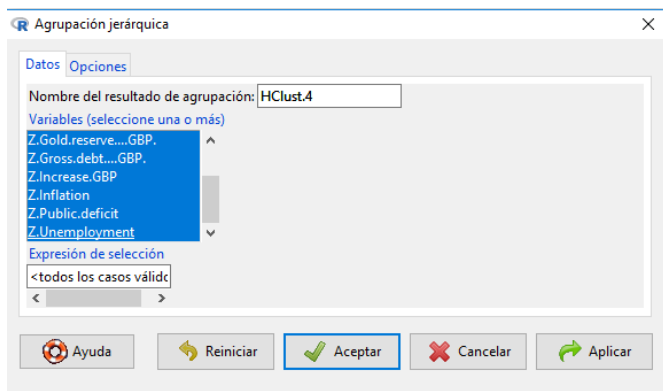 Agrupación jerárquica
Datos Opciones
Nombre del resultado de agrupación: HClust.4
Variables (seleccione una o más)
Z.Gold.reserve....GBP.
Z.Gross.debt....GBP.
Z.Increase.GBP
Z.Inflation
Z.Public.deficit
Z.Unemployment
Expresión de selección
<todos los casos válidc
Ayuda Reiniciar Aceptar Cancelar Aplicar